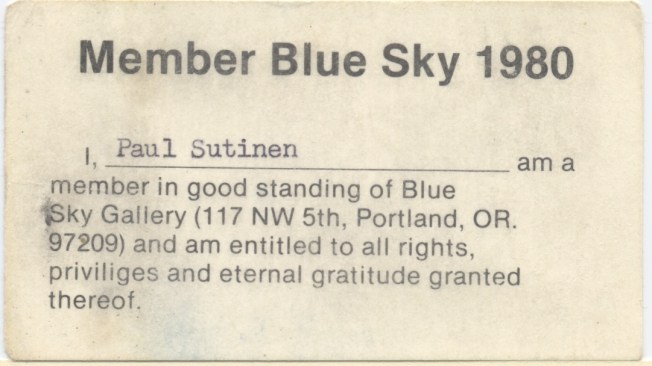 Member Blue Sky 1980
I, Paul Sutinen am a
member in good standing of Blue
Sky Gallery (117 NW 5th, Portland, OR.
97209) and am entitled to all rights,
priviliges and eternal gratitude granted
thereof.